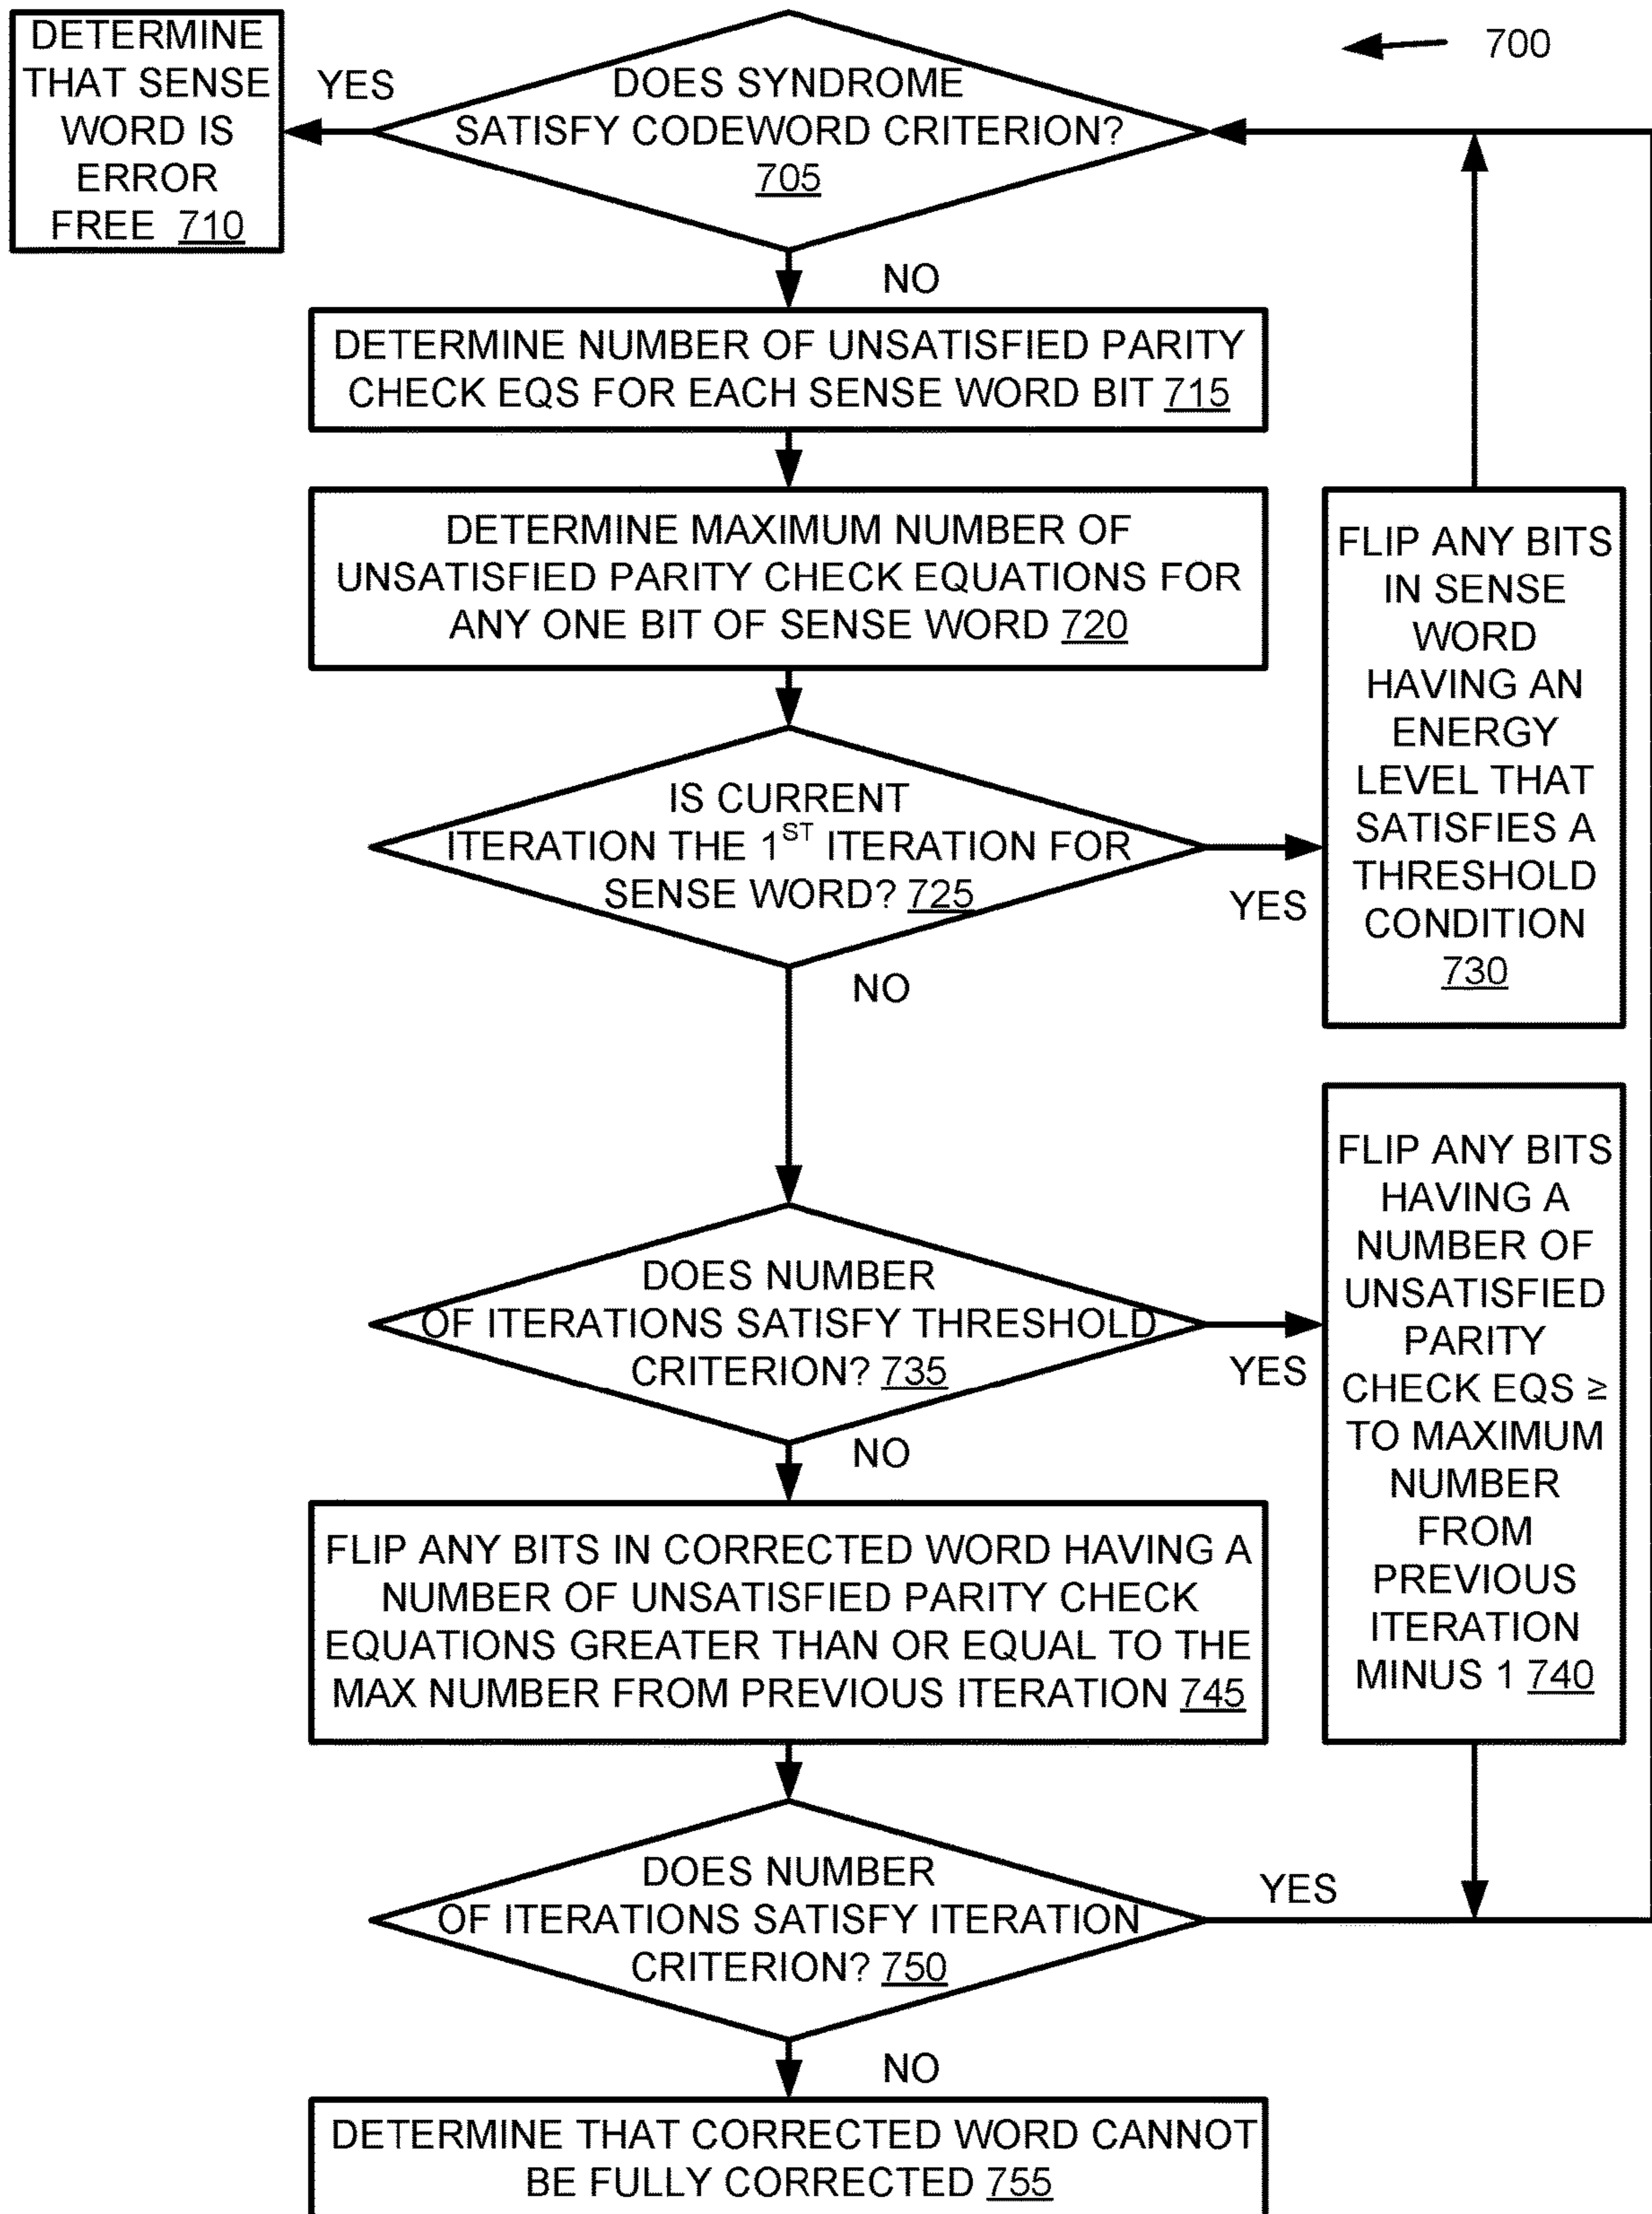 DETERMINE
THAT SENSE
WORD IS
ERROR
FREE 710
YES
DOES SYNDROME
SATISFY CODEWORD CRITERION?
705
700
NO
DETERMINE NUMBER OF UNSATISFIED PARITY
CHECK EQS FOR EACH SENSE WORD BIT 715
DETERMINE MAXIMUM NUMBER OF
UNSATISFIED PARITY CHECK EQUATIONS FOR
ANY ONE BIT OF SENSE WORD 720
IS CURRENT
ITERATION THE 1ST ITERATION FOR
SENSE WORD? 725
YES
FLIP ANY BITS
IN SENSE
WORD
HAVING AN
ENERGY
LEVEL THAT
SATISFIES A
THRESHOLD
CONDITION
730
NO
DOES NUMBER
OF ITERATIONS SATISFY THRESHOLD
CRITERION? 735
YES
FLIP ANY BITS
HAVING A
NUMBER OF
UNSATISFIED
PARITY
CHECK EQS ≥
TO MAXIMUM
NUMBER
FROM
PREVIOUS
ITERATION
MINUS 1 740
NO
FLIP ANY BITS IN CORRECTED WORD HAVING A
NUMBER OF UNSATISFIED PARITY CHECK
EQUATIONS GREATER THAN OR EQUAL TO THE
MAX NUMBER FROM PREVIOUS ITERATION 745
DOES NUMBER
OF ITERATIONS SATISFY ITERATION
CRITERION? 750
YES
NO
DETERMINE THAT CORRECTED WORD CANNOT
BE FULLY CORRECTED 755